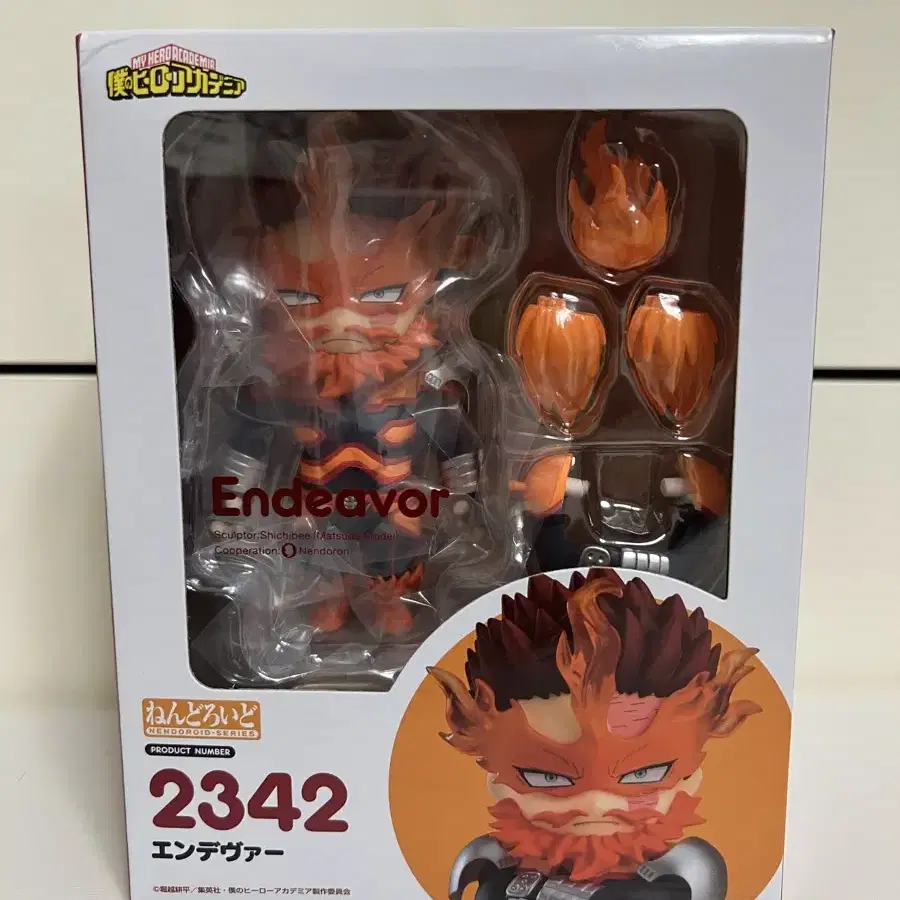 MY HERO ACADEMIA
僕のヒーローアカデミア
Endeavor
Sculptor:Shichibee (Matsuda Model)
Cooperation: Nendoron
ねんどろいど
NENDOROID-SERIES
PRODUCT NUMBER
2342
エンデヴァー
©堀越耕平／集英社・僕のヒーローアカデミア製作委員会